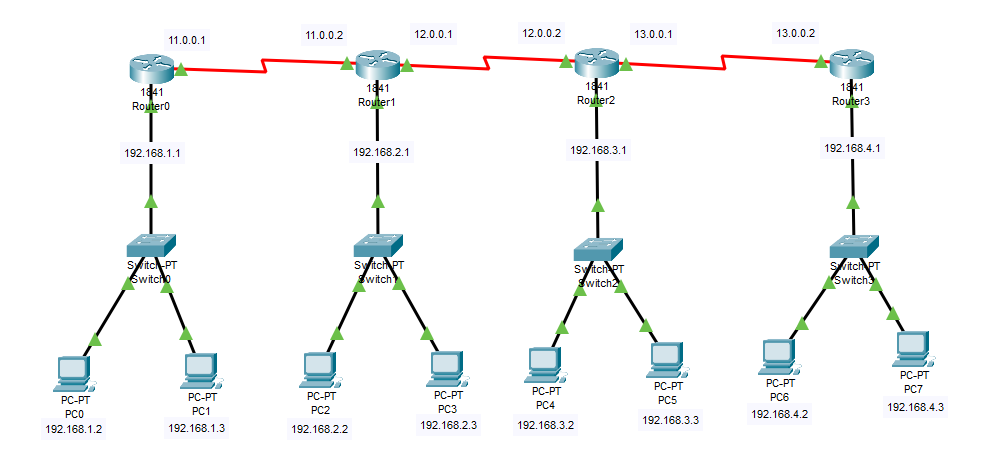 11.0.0.1
11.0.0.2
12.0.0.1
12.0.0.2
13.0.0.1
13.0.0.2
1841
Router0
1841
Router1
1841
Router2
1841
Router3
192.168.1.1
192.168.2.1
192.168.3.1
192.168.4.1
Switch-PT
Switch0
Switch-PT
Switch1
Switch-PT
Switch2
Switch-PT
Switch3
PC-PT
PC0
192.168.1.2
PC-PT
PC1
192.168.1.3
PC-PT
PC2
192.168.2.2
PC-PT
PC3
192.168.2.3
PC-PT
PC4
192.168.3.2
PC-PT
PC5
192.168.3.3
PC-PT
PC6
192.168.4.2
PC-PT
PC7
192.168.4.3